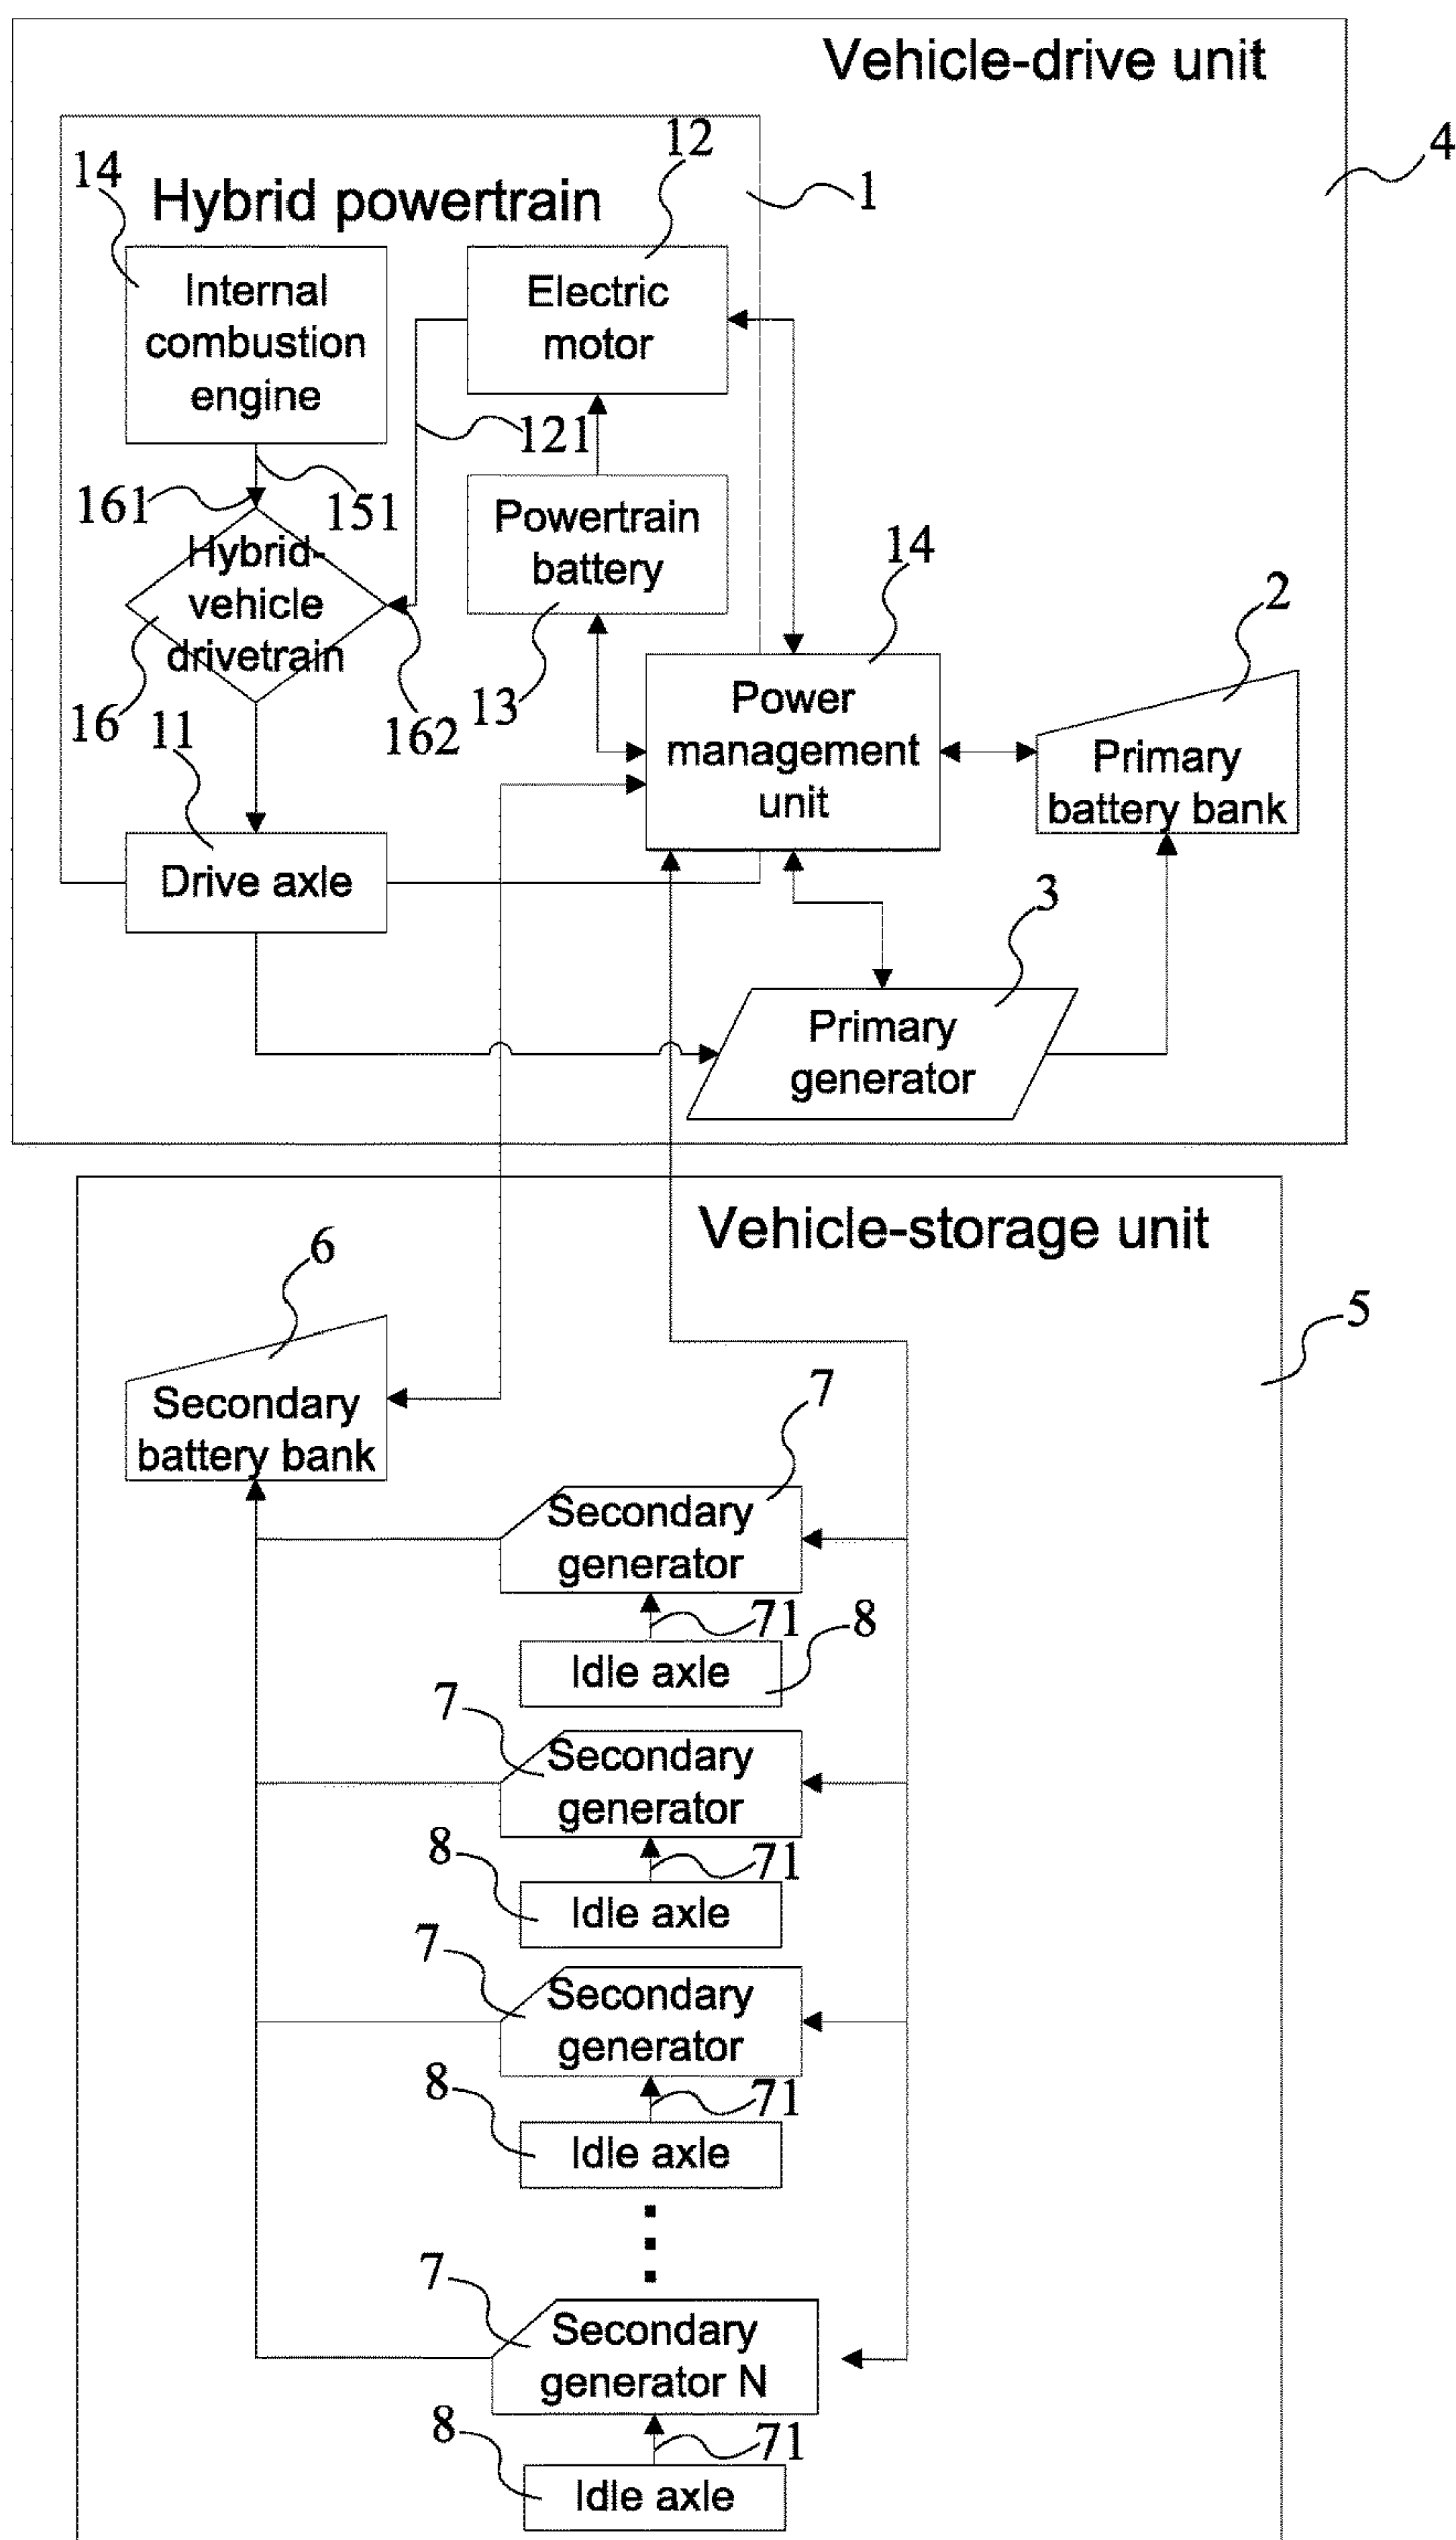 Vehicle-drive unit
4
12
14
1
Hybrid powertrain
Internal
combustion
engine
Electric
motor
121
161
151
Powertrain
battery
Hybrid-
vehicle
drivetrain
14
2
16
11
162
13
Power
management
unit
Primary
battery bank
Drive axle
3
Primary
generator
Vehicle-storage unit
6
5
Secondary
battery bank
7
Secondary
generator
71
8
Idle axle
7
Secondary
generator
8
71
Idle axle
7
Secondary
generator
8
71
Idle axle
7
Secondary
generator N
8
71
Idle axle